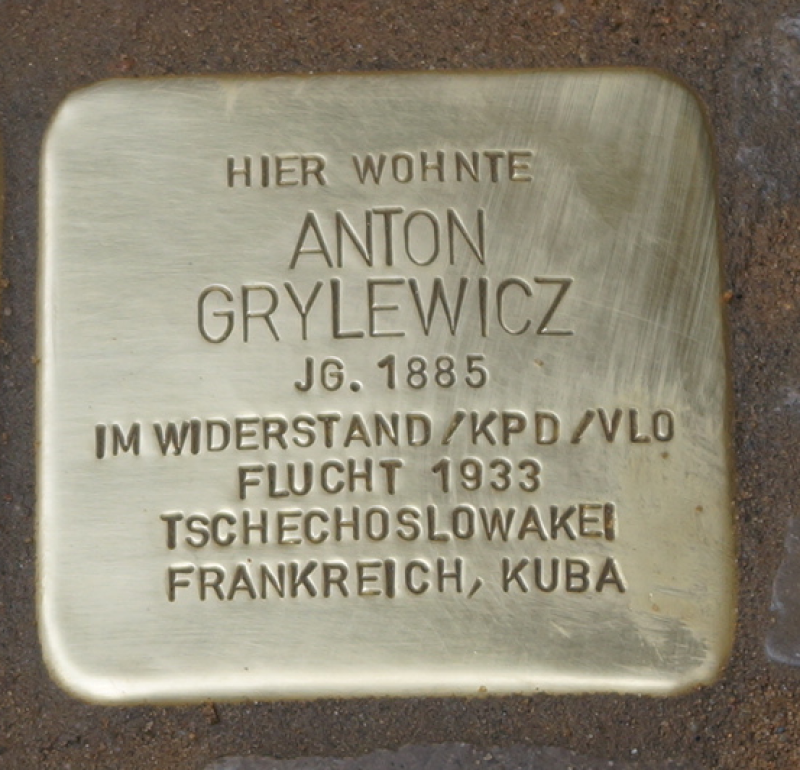 HIER WOHNTE
ANTON
GRYLEWICZ
JG. 1885
IM WIDERSTAND/KPD/VLO
FLUCHT 1933
TSCHECHOSLOWAKEI
FRANKREICH, KUBA